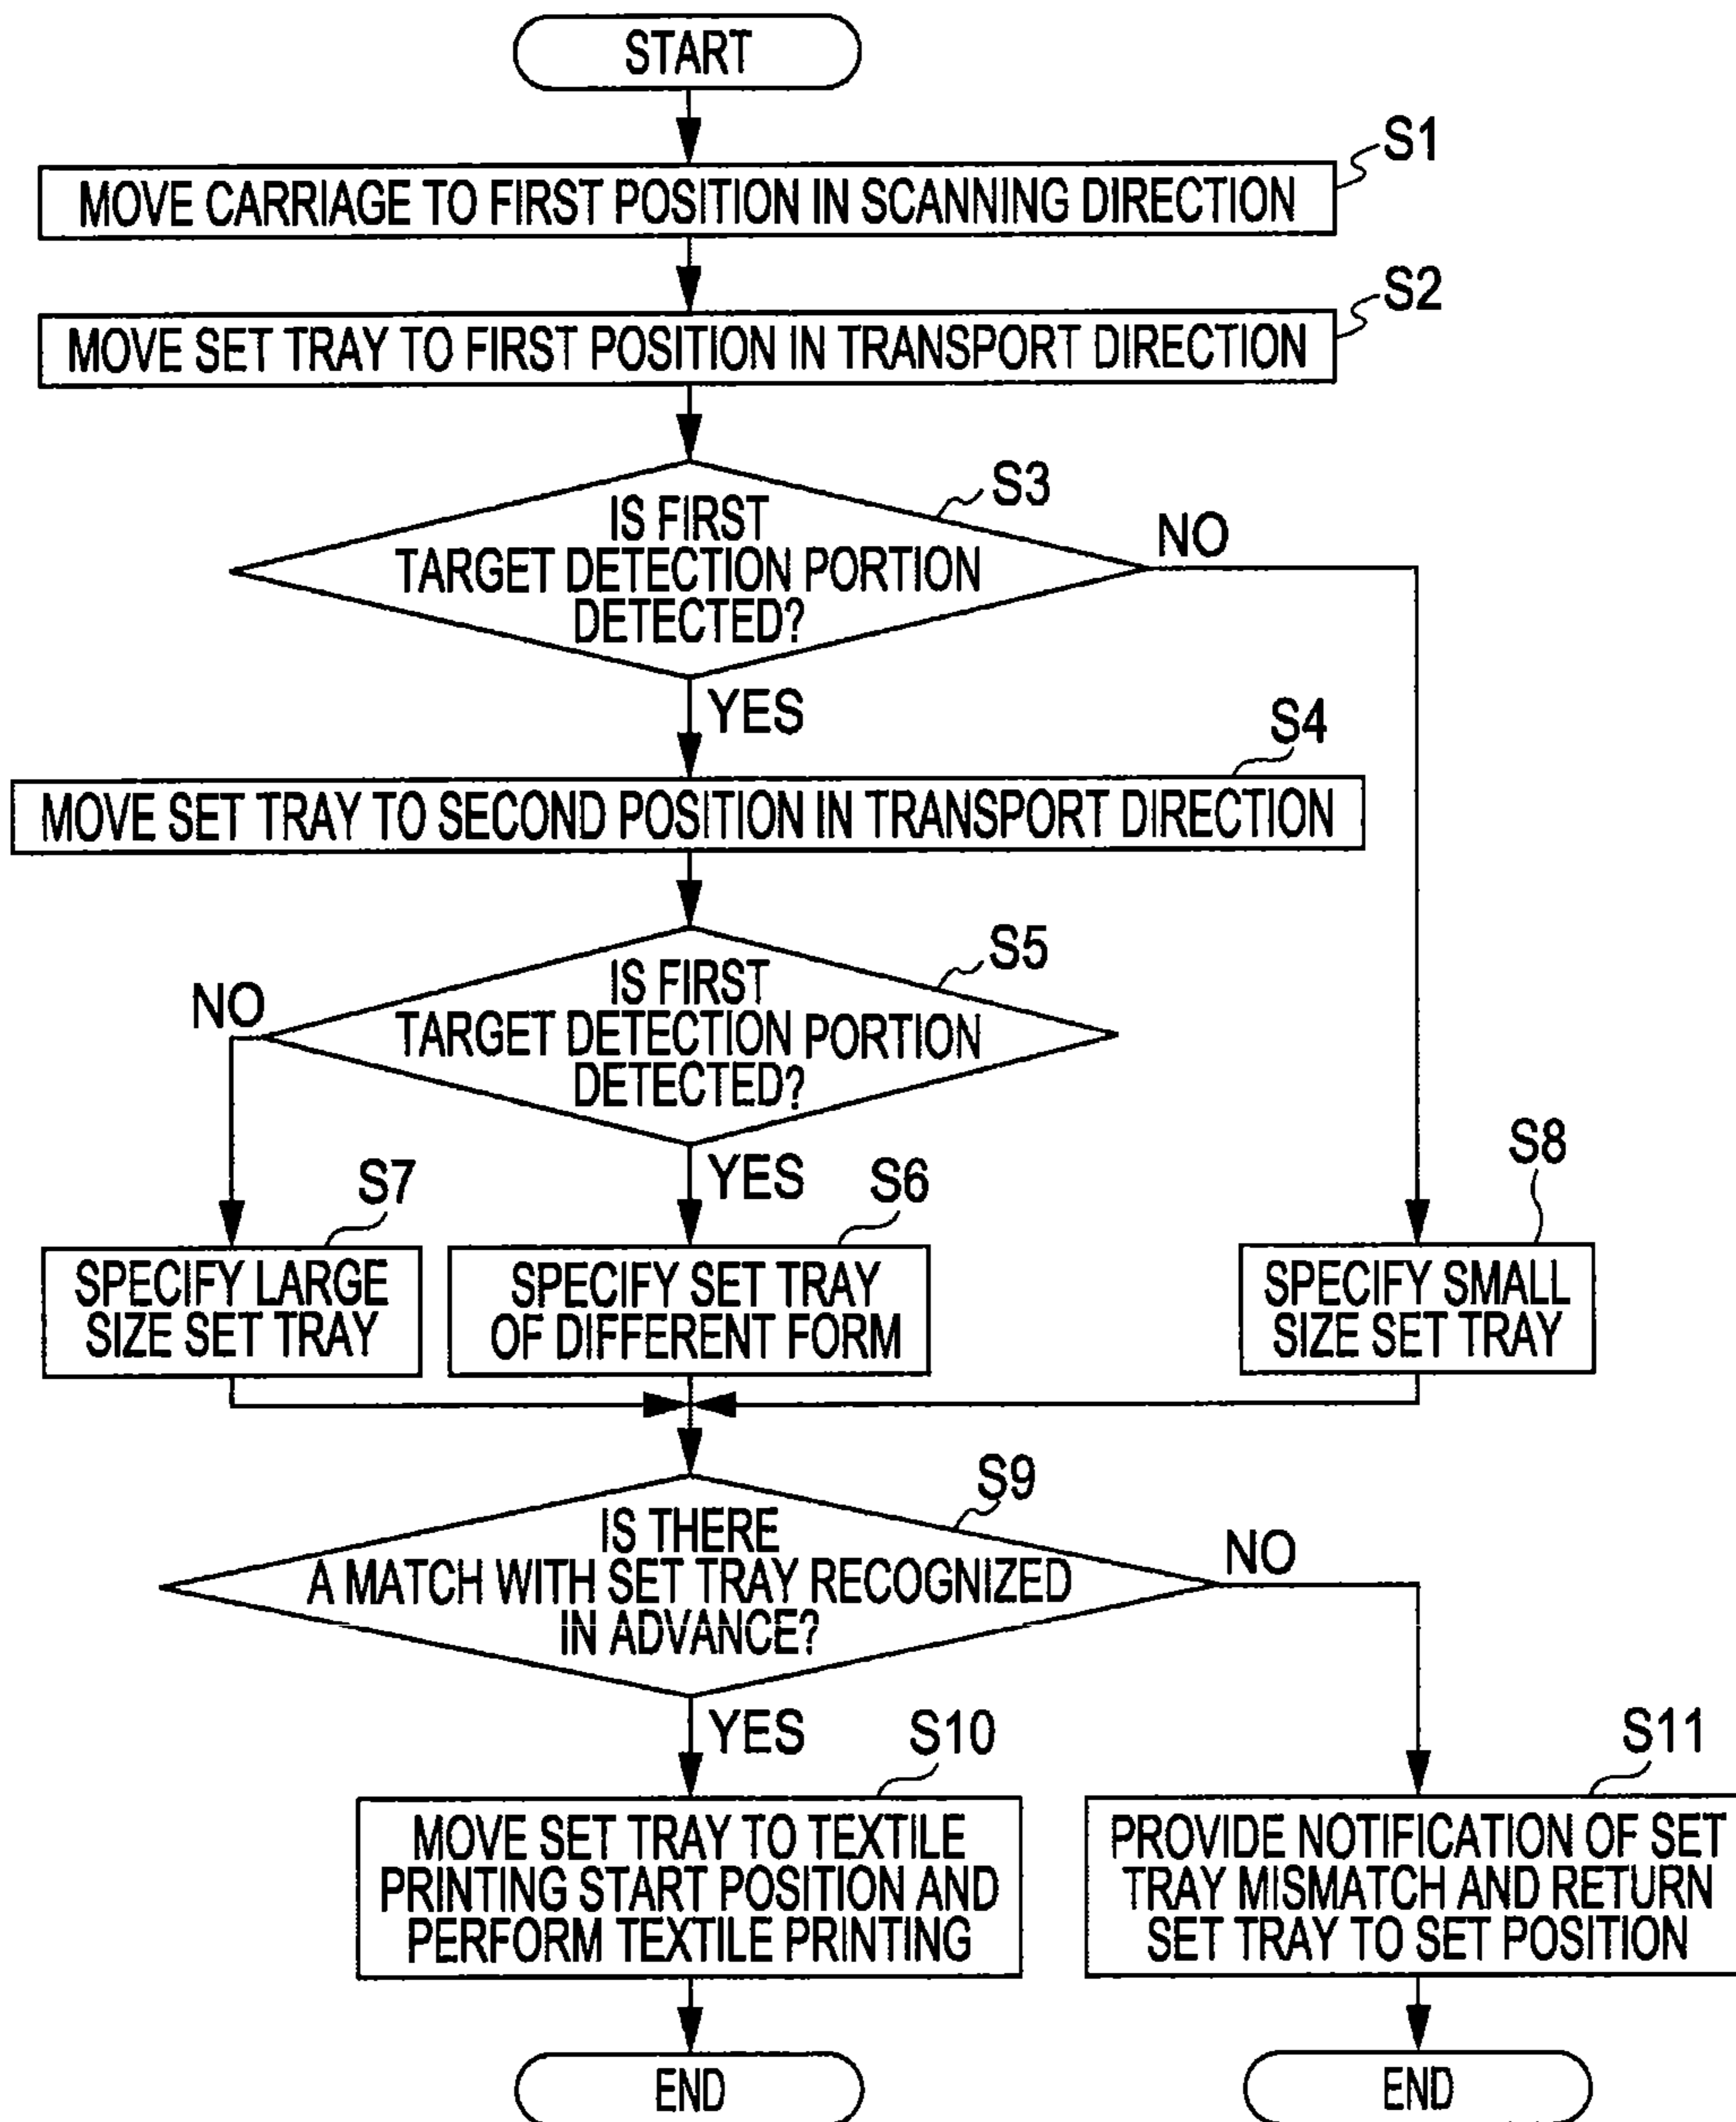 START
S1
MOVE CARRIAGE TO FIRST POSITION IN SCANNING DIRECTION
S2
MOVE SET TRAY TO FIRST POSITION IN TRANSPORT DIRECTION
S3
IS FIRST
TARGET DETECTION PORTION
DETECTED?
NO
YES
S4
MOVE SET TRAY TO SECOND POSITION IN TRANSPORT DIRECTION
S5
IS FIRST
TARGET DETECTION PORTION
DETECTED?
NO
YES
S7
SPECIFY LARGE
SIZE SET TRAY
S6
SPECIFY SET TRAY
OF DIFFERENT FORM
S8
SPECIFY SMALL
SIZE SET TRAY
S9
IS THERE
A MATCH WITH SET TRAY RECOGNIZED
IN ADVANCE?
NO
YES
S10
MOVE SET TRAY TO TEXTILE
PRINTING START POSITION AND
PERFORM TEXTILE PRINTING
S11
PROVIDE NOTIFICATION OF SET
TRAY MISMATCH AND RETURN
SET TRAY TO SET POSITION
END
END